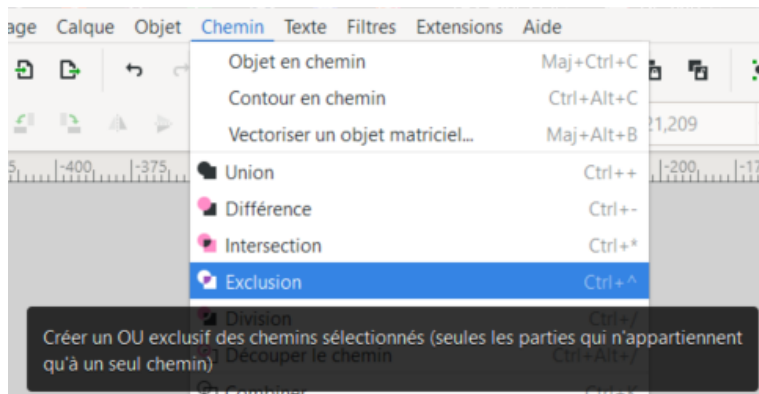 age Calque Objet Chemin Texte Filtres Extensions Aide
Objet en chemin Maj+Ctrl+C
Contour en chemin Ctrl+Alt+C
Vectoriser un objet matriciel... Maj+Alt+B
21,209
-400 -375 -200 -17
Union Ctrl++
Différence Ctrl+-
Intersection Ctrl+*
Exclusion Ctrl+^
Division Ctrl+/
Créer un OU exclusif des chemins sélectionnés (seules les parties qui n'appartiennent
qu'à un seul chemin)
Découper le chemin Ctrl+Alt+/
Combiner Ctrl+K